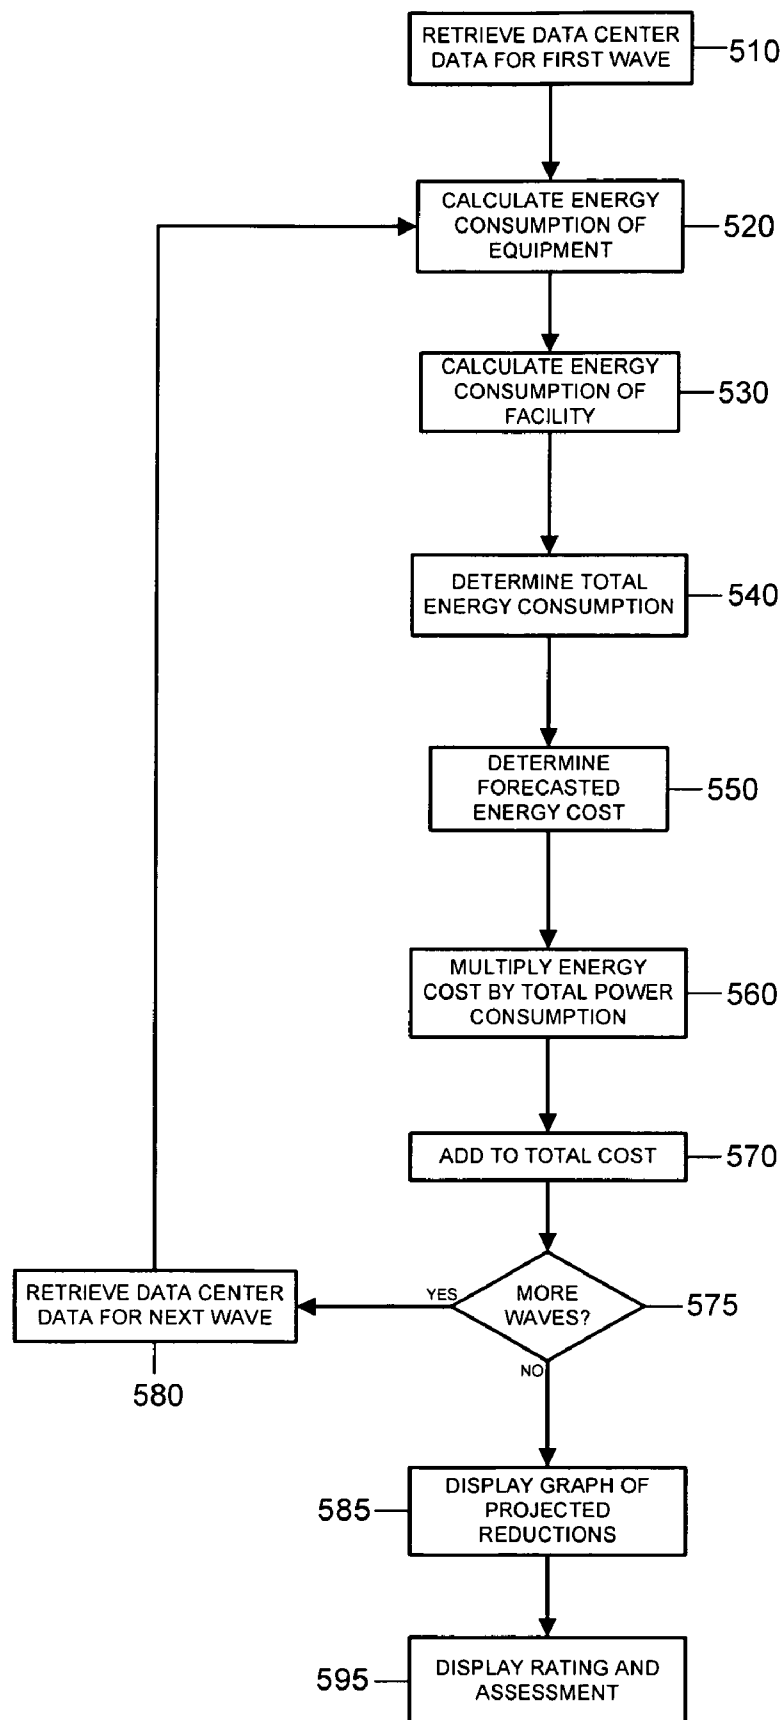 RETRIEVE DATA CENTER
DATA FOR FIRST WAVE
510
CALCULATE ENERGY
CONSUMPTION OF
EQUIPMENT
520
CALCULATE ENERGY
CONSUMPTION OF
FACILITY
530
DETERMINE TOTAL
ENERGY CONSUMPTION
540
DETERMINE
FORECASTED
ENERGY COST
550
MULTIPLY ENERGY
COST BY TOTAL POWER
CONSUMPTION
560
ADD TO TOTAL COST
570
MORE
WAVES?
575
YES
RETRIEVE DATA CENTER
DATA FOR NEXT WAVE
580
NO
DISPLAY GRAPH OF
PROJECTED
REDUCTIONS
585
DISPLAY RATING AND
ASSESSMENT
595